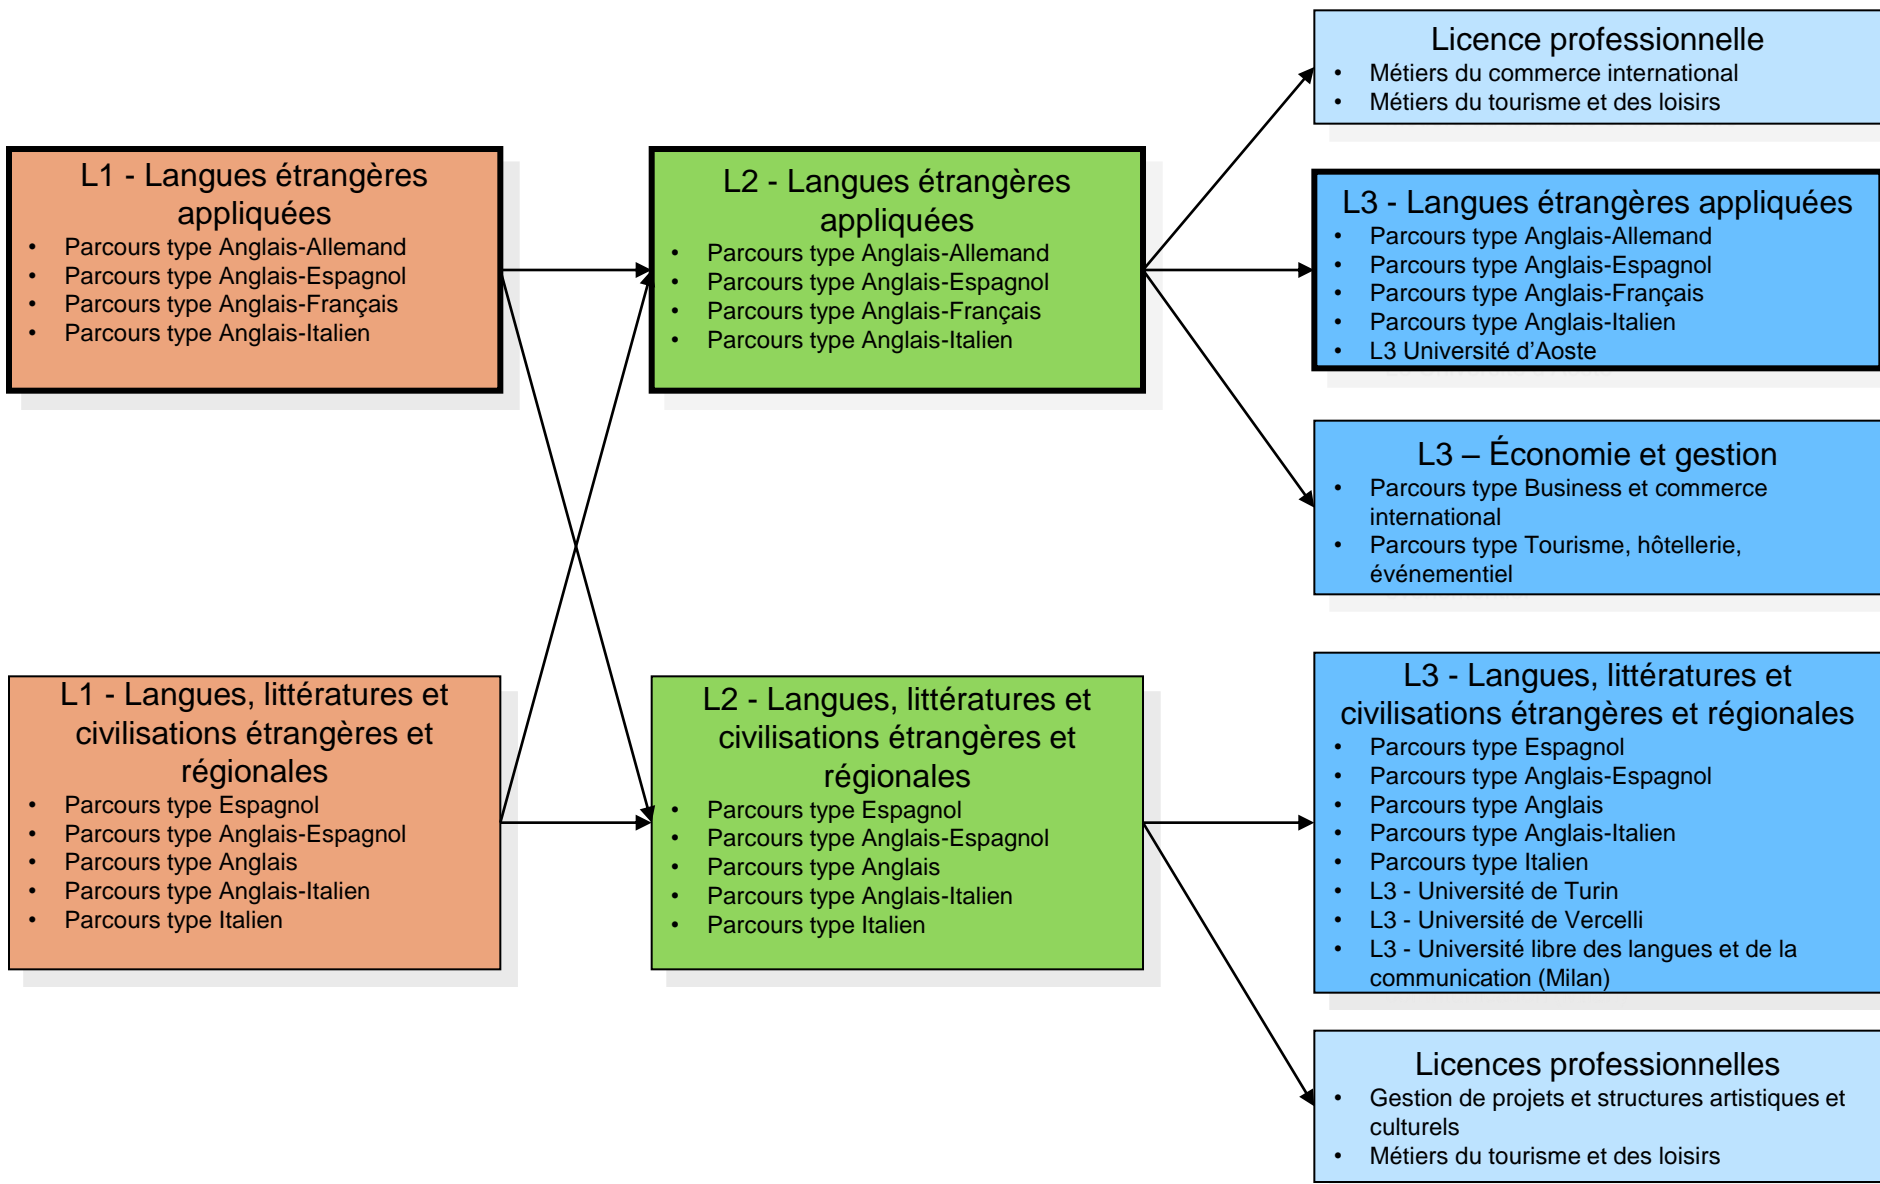 L1 - Langues étrangères
appliquées
• Parcours type Anglais-Allemand
• Parcours type Anglais-Espagnol
• Parcours type Anglais-Français
• Parcours type Anglais-Italien
L1 - Langues, littératures et
civilisations étrangères et
régionales
• Parcours type Espagnol
• Parcours type Anglais-Espagnol
• Parcours type Anglais
• Parcours type Anglais-Italien
• Parcours type Italien
L2 - Langues étrangères
appliquées
• Parcours type Anglais-Allemand
• Parcours type Anglais-Espagnol
• Parcours type Anglais-Français
• Parcours type Anglais-Italien
L2 - Langues, littératures et
civilisations étrangères et
régionales
• Parcours type Espagnol
• Parcours type Anglais-Espagnol
• Parcours type Anglais
• Parcours type Anglais-Italien
• Parcours type Italien
Licence professionnelle
• Métiers du commerce international
• Métiers du tourisme et des loisirs
L3 - Langues étrangères appliquées
• Parcours type Anglais-Allemand
• Parcours type Anglais-Espagnol
• Parcours type Anglais-Français
• Parcours type Anglais-Italien
• L3 Université d’Aoste
L3 – Économie et gestion
• Parcours type Business et commerce
international
• Parcours type Tourisme, hôtellerie,
événementiel
L3 - Langues, littératures et
civilisations étrangères et régionales
• Parcours type Espagnol
• Parcours type Anglais-Espagnol
• Parcours type Anglais
• Parcours type Anglais-Italien
• Parcours type Italien
• L3 - Université de Turin
• L3 - Université de Vercelli
• L3 - Université libre des langues et de la
communication (Milan)
Licences professionnelles
• Gestion de projets et structures artistiques et
culturels
• Métiers du tourisme et des loisirs